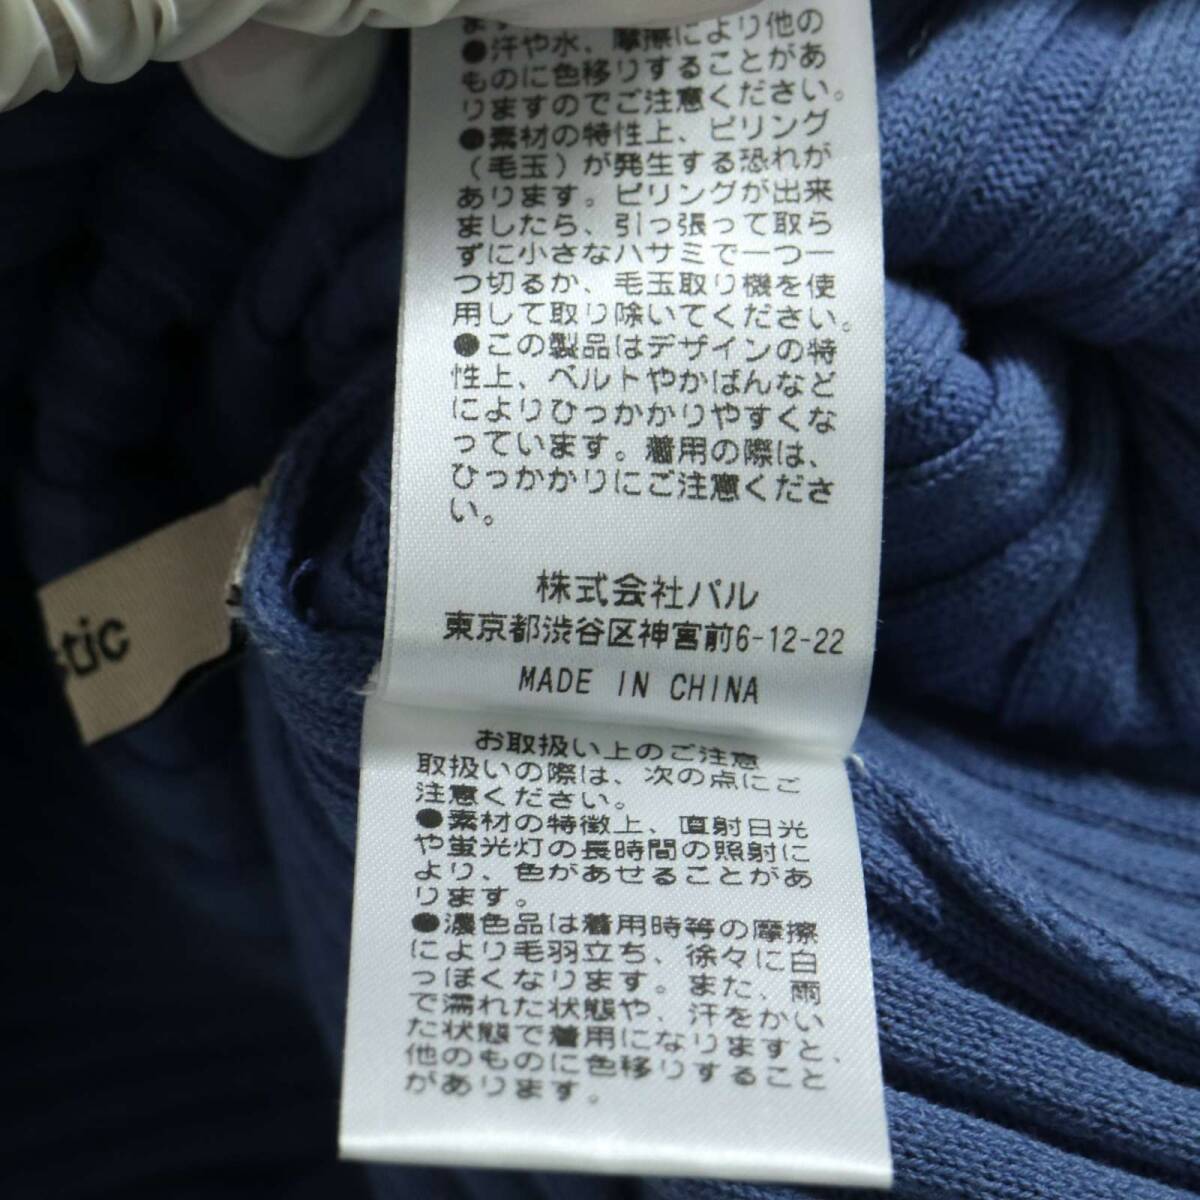 ます。
●汗や水、摩擦により他の
ものに色移りすることがあ
りますのでご注意ください。
●素材の特性上、ピリング
(毛玉)が発生する恐れが
あります。ピリングが出来
ましたら、引っ張って取ら
ずに小さなハサミで一つ一
つ切るか、毛玉取り機を使
用して取り除いてください。
●この製品はデザインの特
性上、ベルトやかばんなど
によりひっかかりやすくな
っています。着用の際は、
ひっかかりにご注意くださ
い。
株式会社パル
東京都渋谷区神宮前6-12-22
MADE IN CHINA
stic
お取扱い上のご注意
取扱いの際は、次の点にご
注意ください。
●素材の特徴上、直射日光
や蛍光灯の長時間の照射に
より、色があせることがあ
ります。
●濃色品は着用時等の摩擦
により毛羽立ち、徐々に白
っぽくなります。また、雨
で濡れた状態や、汗をかい
た状態で着用になりますと、
他のものに色移りすること
があります。